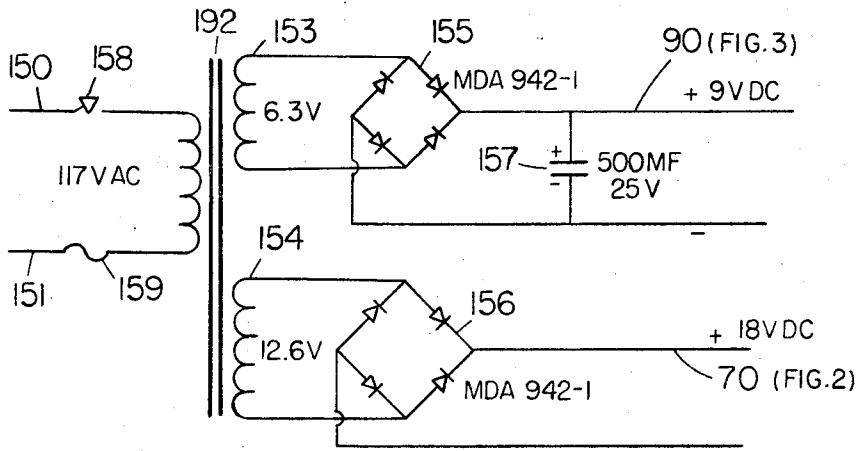 192
153
155
90 (FIG.3)
150
158
MDA 942-1
+ 9V DC
6.3V
+
157
500MF
25V
-
117V AC
-
154
151
159
156
+ 18V DC
12.6V
MDA 942-1
70 (FIG.2)